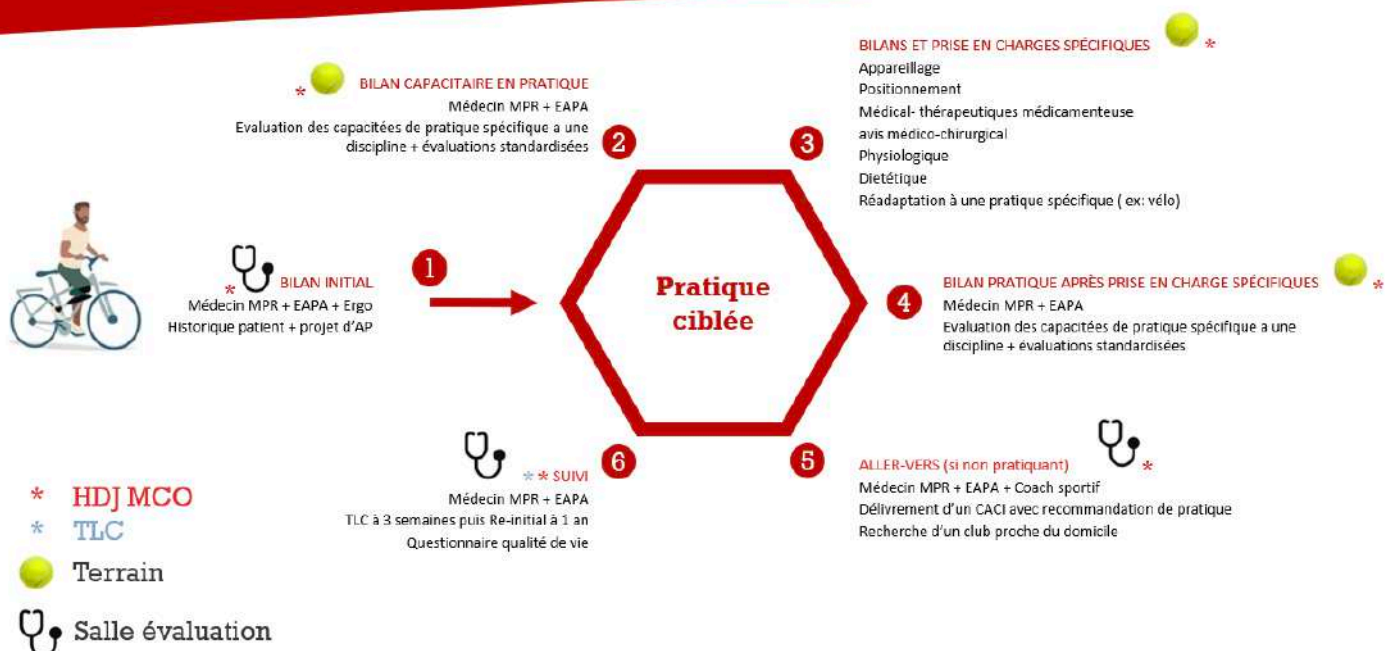 * BILAN CAPACITAIRE EN PRATIQUE
Médecin MPR + EAPA
Evaluation des capacitées de pratique spécifique a une
discipline + évaluations standardisées
2
BILANS ET PRISE EN CHARGES SPÉCIFIQUES *
Appareillage
Positionnement
Médical- thérapeutiques médicamenteuse
avis médico-chirurgical
Physiologique
Dietétique
Réadaptation à une pratique spécifique ( ex: vélo)
3
* BILAN INITIAL
Médecin MPR + EAPA + Ergo
Historique patient + projet d'AP
1
Pratique
ciblée
4
BILAN PRATIQUE APRÈS PRISE EN CHARGE SPÉCIFIQUES *
Médecin MPR + EAPA
Evaluation des capacitées de pratique spécifique a une
discipline + évaluations standardisées
* * SUIVI
Médecin MPR + EAPA
TLC à 3 semaines puis Re-initial à 1 an
Questionnaire qualité de vie
6
5
ALLER-VERS (si non pratiquant) *
Médecin MPR + EAPA + Coach sportif
Délivrement d'un CACI avec recommandation de pratique
Recherche d'un club proche du domicile
* HDJ MCO
* TLC
Terrain
Salle évaluation